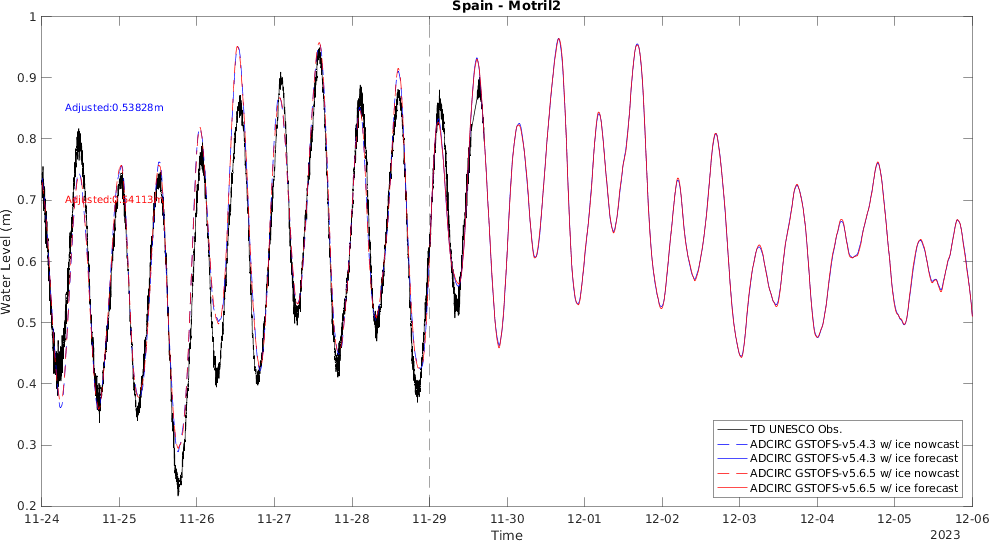 Spain - Motril2
1
0.9
0.8
0.7
0.6
0.5
0.4
0.3
0.2
Water Level (m)
Adjusted:0.53828m
Adjusted:0.54113m
TD UNESCO Obs.
ADCIRC GSTOFS-v5.4.3 w/ ice nowcast
ADCIRC GSTOFS-v5.4.3 w/ ice forecast
ADCIRC GSTOFS-v5.6.5 w/ ice nowcast
ADCIRC GSTOFS-v5.6.5 w/ ice forecast
11-24 11-25 11-26 11-27 11-28 11-29 11-30 12-01 12-02 12-03 12-04 12-05 12-06
Time
2023